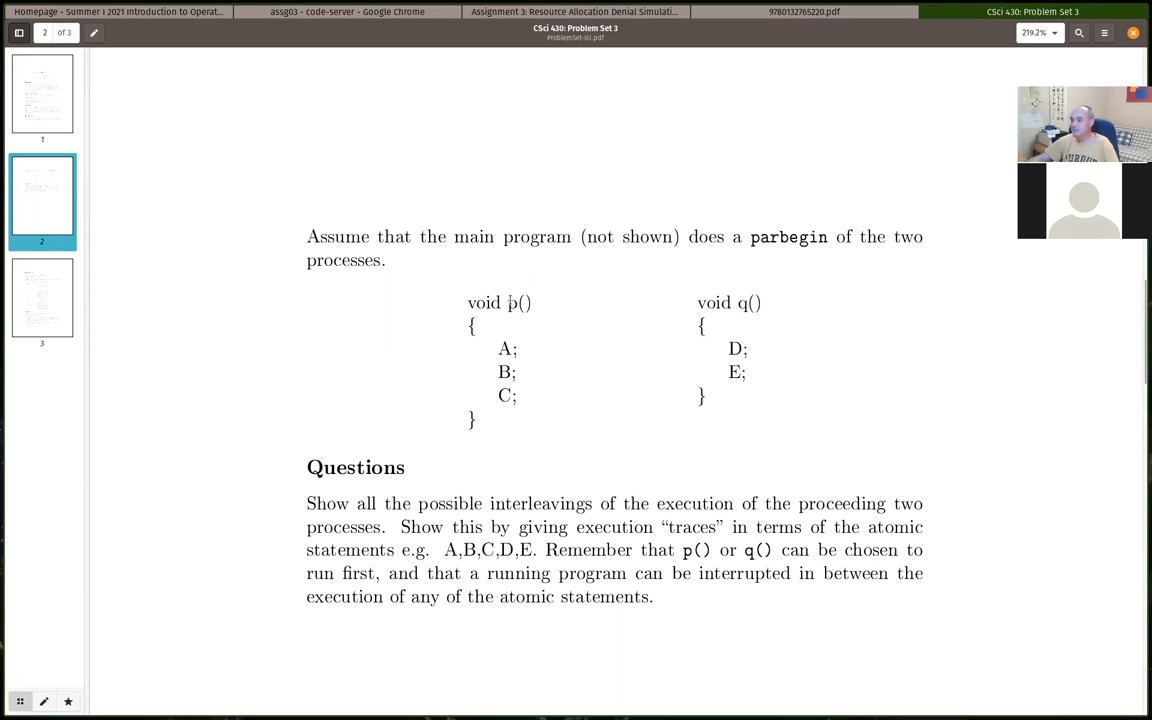 Homepage - Summer I 2021 Introduction to Operat...
assg03 - code-server - Google Chrome
Assignment 3: Resource Allocation Denial Simulati...
9780132765220.pdf
CSci 430: Problem Set 3
2 of 3
CSci 430: Problem Set 3
ProblemSet-03.pdf
219.2%
1
2
3
Assume that the main program (not shown) does a parbegin of the two
processes.
void p()
{
A;
B;
C;
}
void q()
{
D;
E;
}
Questions
Show all the possible interleavings of the execution of the proceeding two
processes. Show this by giving execution “traces” in terms of the atomic
statements e.g. A,B,C,D,E. Remember that p() or q() can be chosen to
run first, and that a running program can be interrupted in between the
execution of any of the atomic statements.
PURDUE